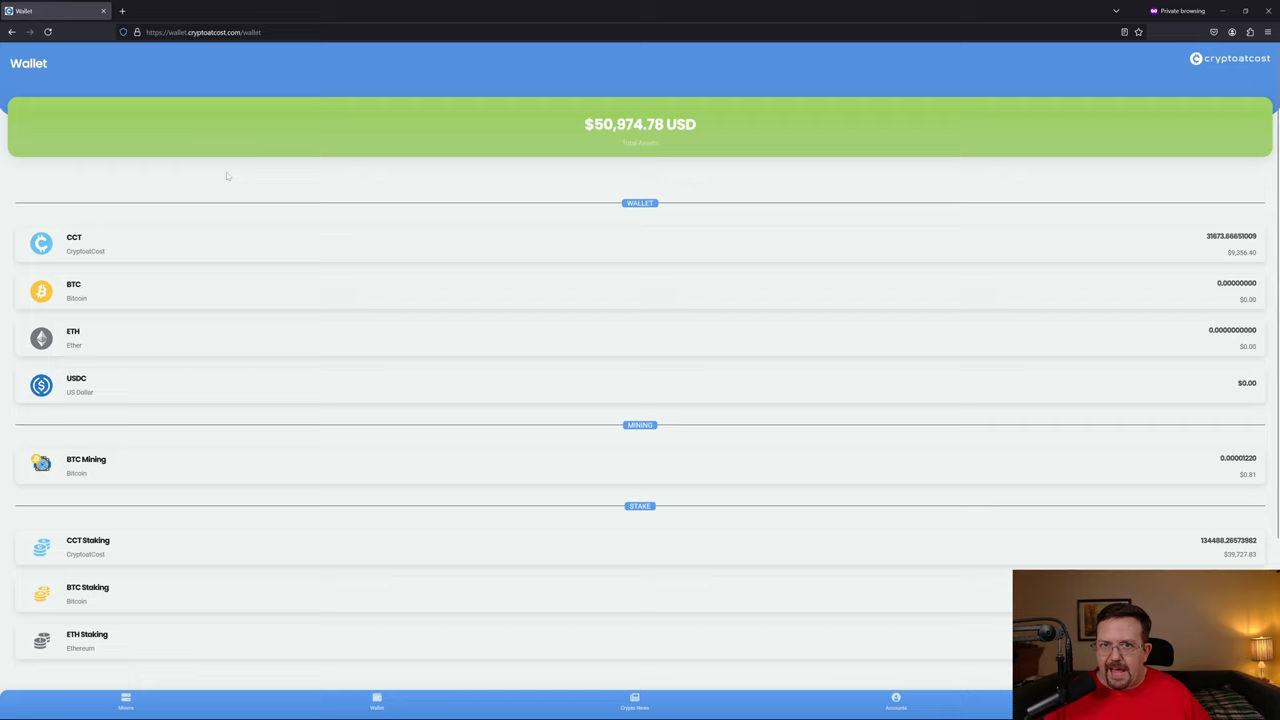 Wallet
Private browsing
https://wallet.cryptoatcost.com/wallet
Wallet
cryptoatcost
$50,974.78 USD
Total Assets
WALLET
CCT
31673.66651009
CryptoatCost
$9,356.40
BTC
0.00000000
Bitcoin
$0.00
ETH
0.0000000000
Ether
$0.00
USDC
$0.00
US Dollar
MINING
BTC Mining
0.00001220
Bitcoin
$0.81
STAKE
CCT Staking
134488.26573982
CryptoatCost
$39,727.83
BTC Staking
Bitcoin
ETH Staking
Ethereum
Miners
Wallet
Crypto News
Accounts